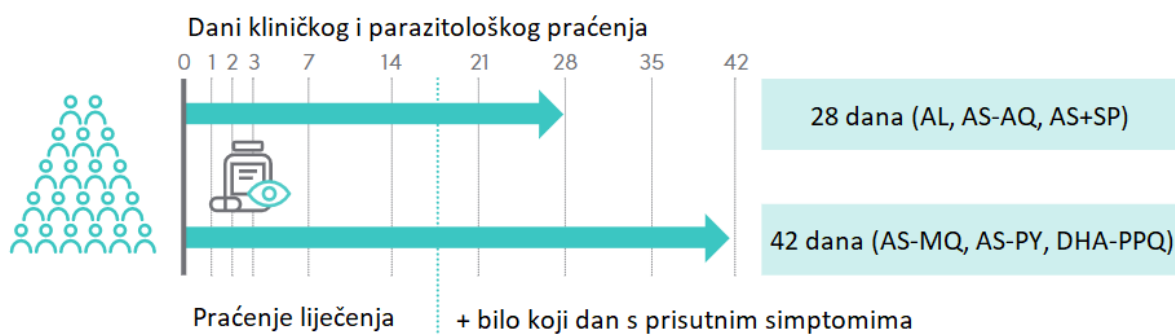 Dani kliničkog i parazitološkog praćenja
0 1 2 3 7 14 21 28 35 42
28 dana (AL, AS-AQ, AS+SP)
42 dana (AS-MQ, AS-PY, DHA-PPQ)
Praćenje liječenja
+ bilo koji dan s prisutnim simptomima